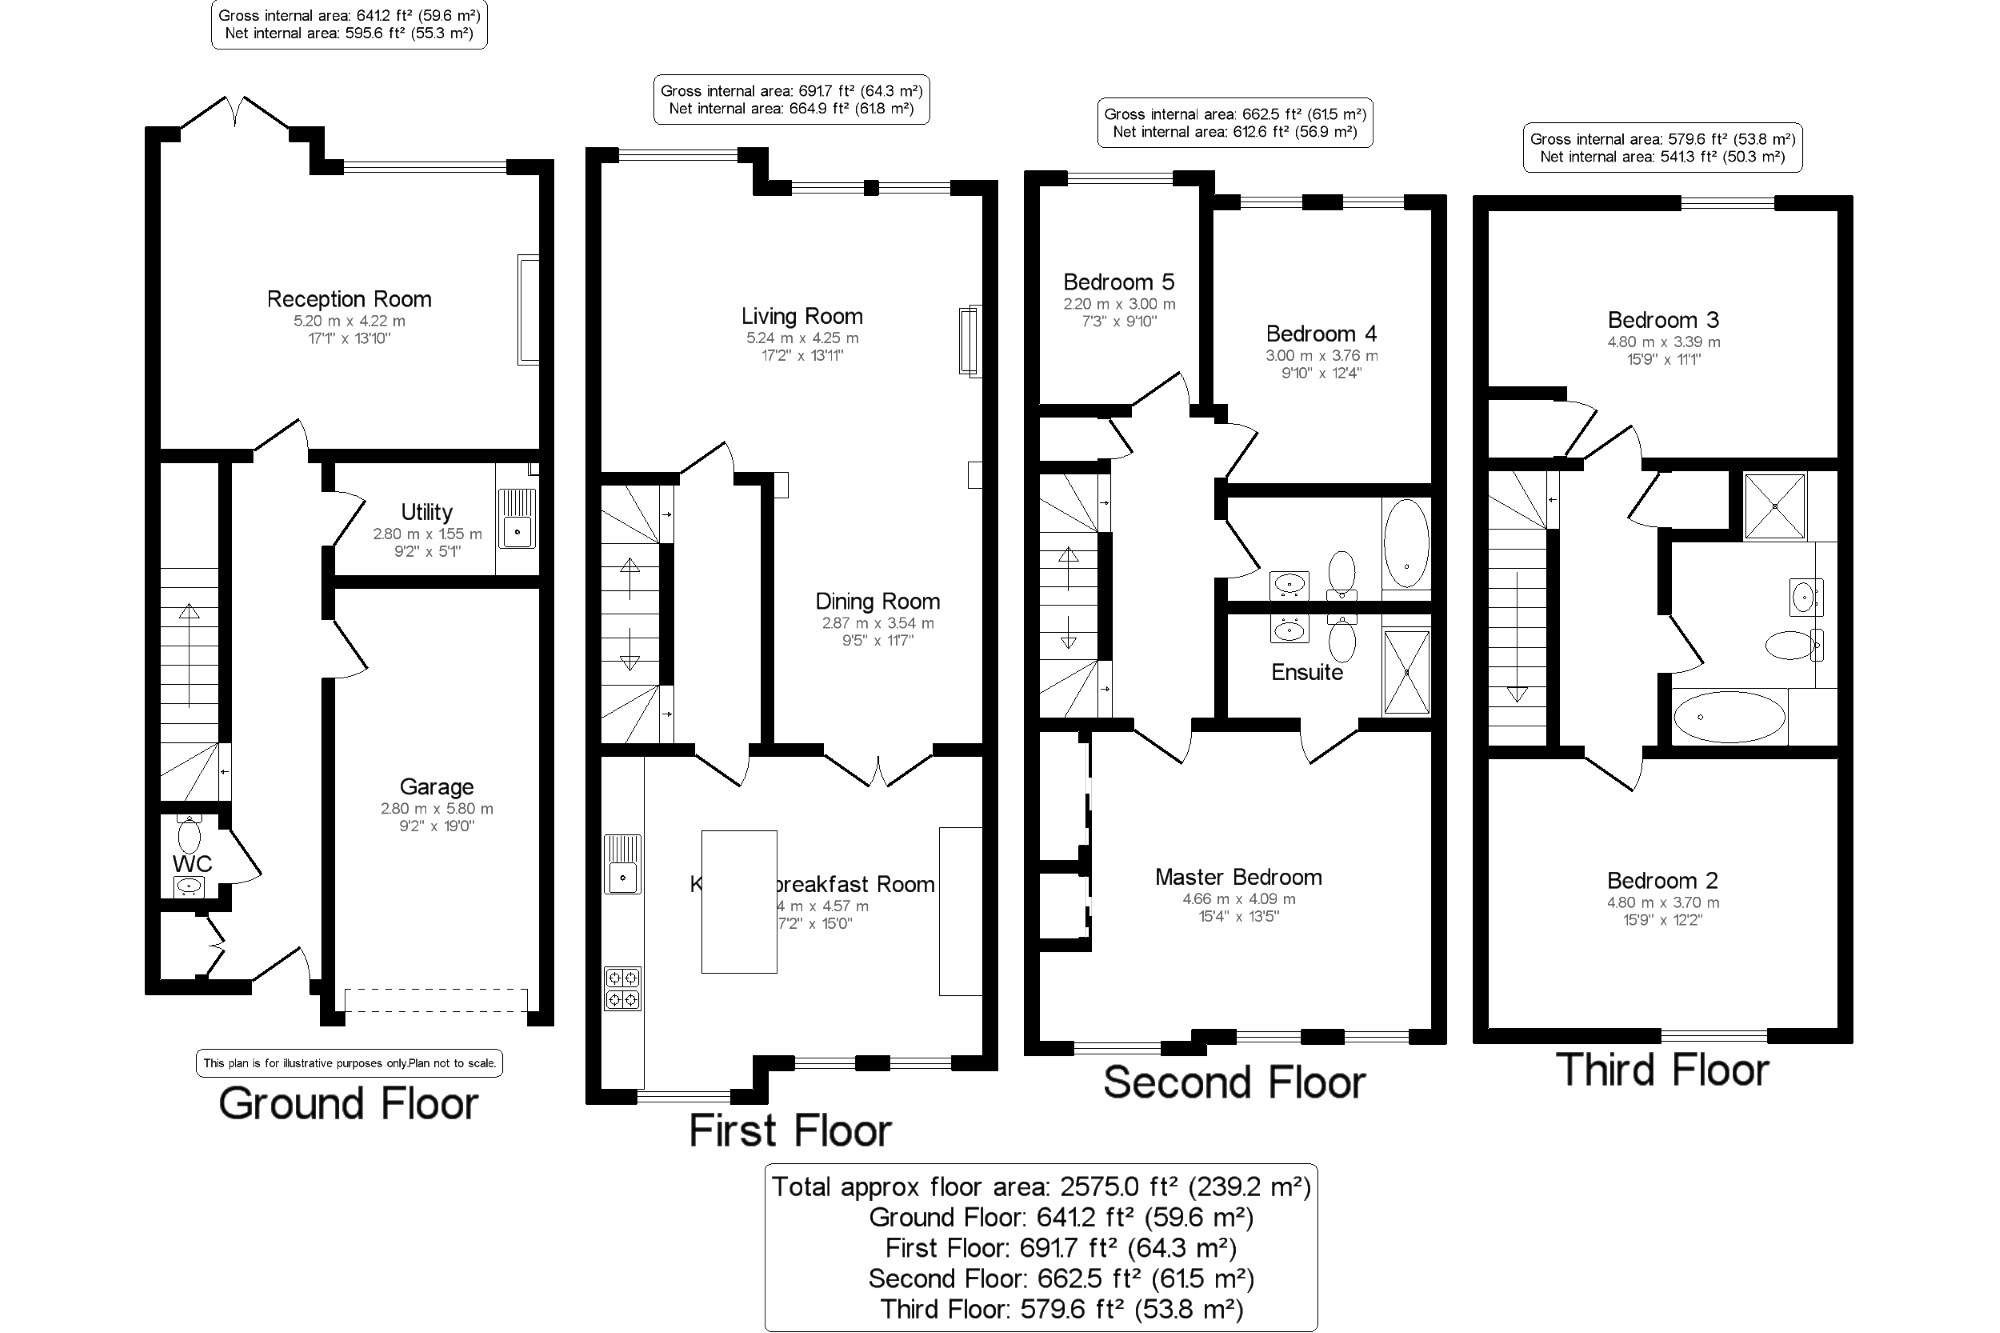 Gross internal area: 641.2 ft² (59.6 m²)
Net internal area: 595.6 ft² (55.3 m²)
Reception Room
5.20 m x 4.22 m
17'1" x 13'10"
Utility
2.80 m x 1.55 m
9'2" x 5'1"
Garage
2.80 m x 5.80 m
9'2" x 19'0"
WC
This plan is for illustrative purposes only.Plan not to scale.
Ground Floor
Gross internal area: 691.7 ft² (64.3 m²)
Net internal area: 664.9 ft² (61.8 m²)
Living Room
5.24 m x 4.25 m
17'2" x 13'11"
Dining Room
2.87 m x 3.54 m
9'5" x 11'7"
breakfast Room
4 m x 4.57 m
7'2" x 15'0"
First Floor
Gross internal area: 662.5 ft² (61.5 m²)
Net internal area: 612.6 ft² (56.9 m²)
Bedroom 5
2.20 m x 3.00 m
7'3" x 9'10"
Bedroom 4
3.00 m x 3.76 m
9'10" x 12'4"
Ensuite
Master Bedroom
4.66 m x 4.09 m
15'4" x 13'5"
Second Floor
Gross internal area: 579.6 ft² (53.8 m²)
Net internal area: 541.3 ft² (50.3 m²)
Bedroom 3
4.80 m x 3.39 m
15'9" x 11'1"
Bedroom 2
4.80 m x 3.70 m
15'9" x 12'2"
Third Floor
Total approx floor area: 2575.0 ft² (239.2 m²)
Ground Floor: 641.2 ft² (59.6 m²)
First Floor: 691.7 ft² (64.3 m²)
Second Floor: 662.5 ft² (61.5 m²)
Third Floor: 579.6 ft² (53.8 m²)